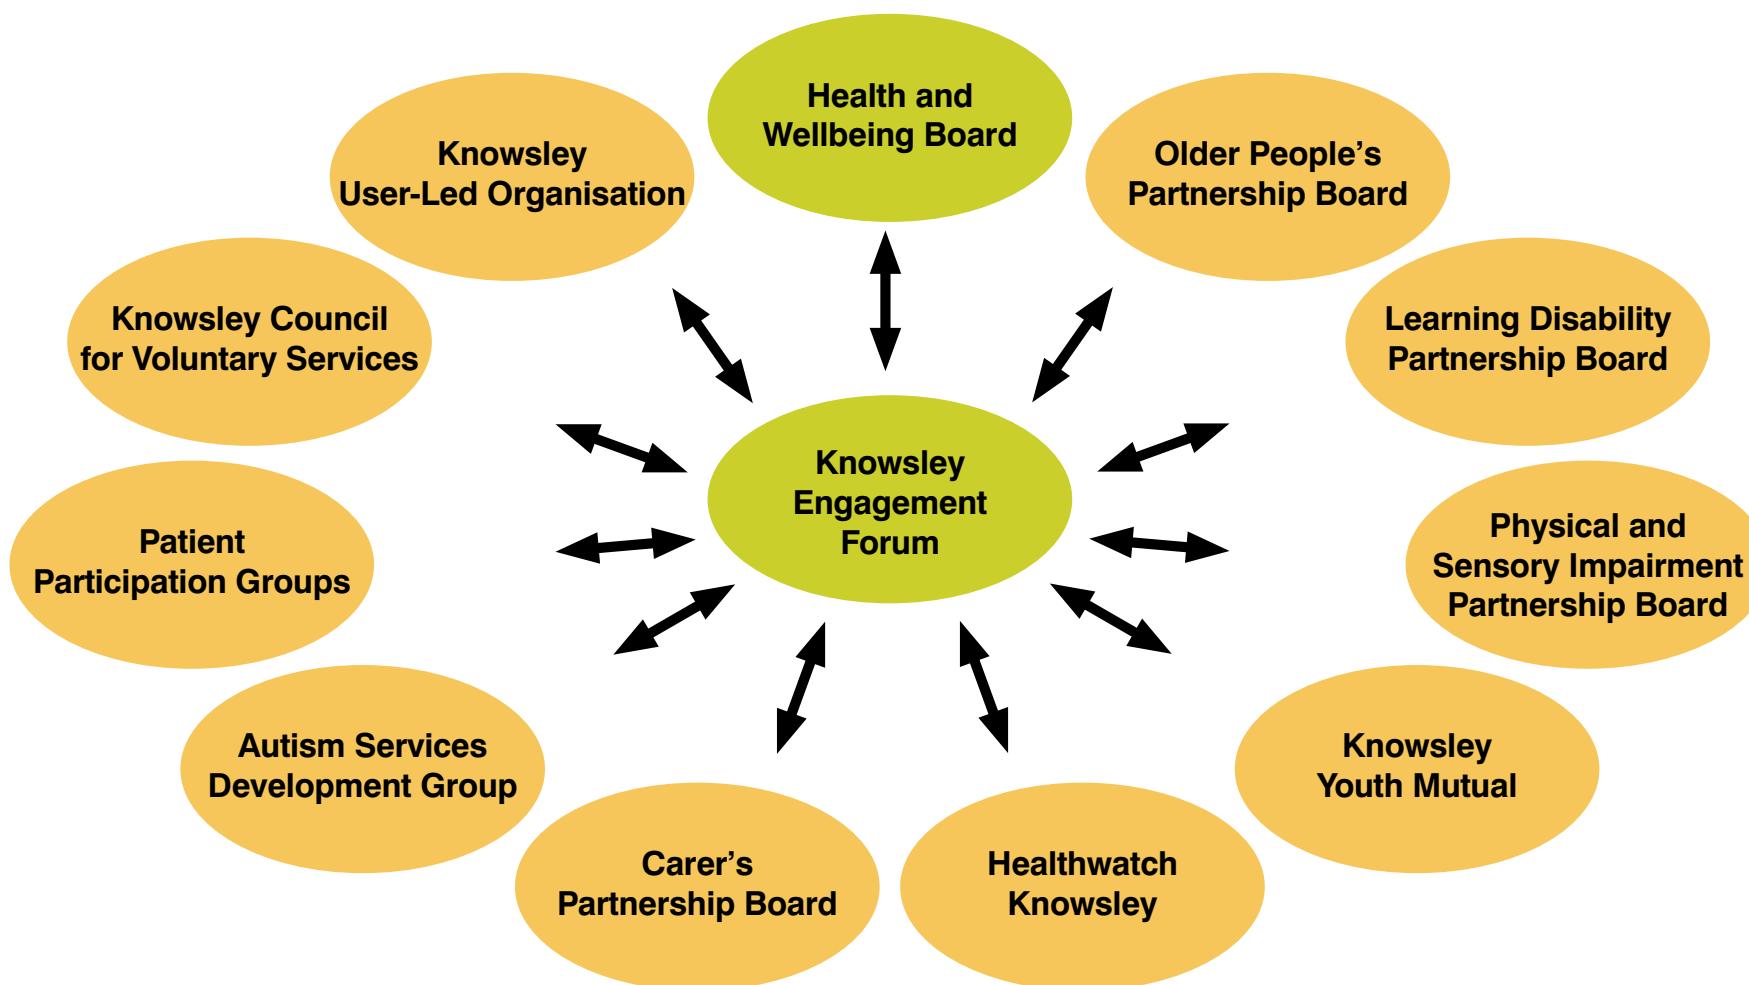 Health and
Wellbeing Board
Knowsley
User-Led Organisation
Older People’s
Partnership Board
Knowsley Council
for Voluntary Services
Learning Disability
Partnership Board
Knowsley
Engagement
Forum
Patient
Participation Groups
Physical and
Sensory Impairment
Partnership Board
Autism Services
Development Group
Knowsley
Youth Mutual
Carer’s
Partnership Board
Healthwatch
Knowsley